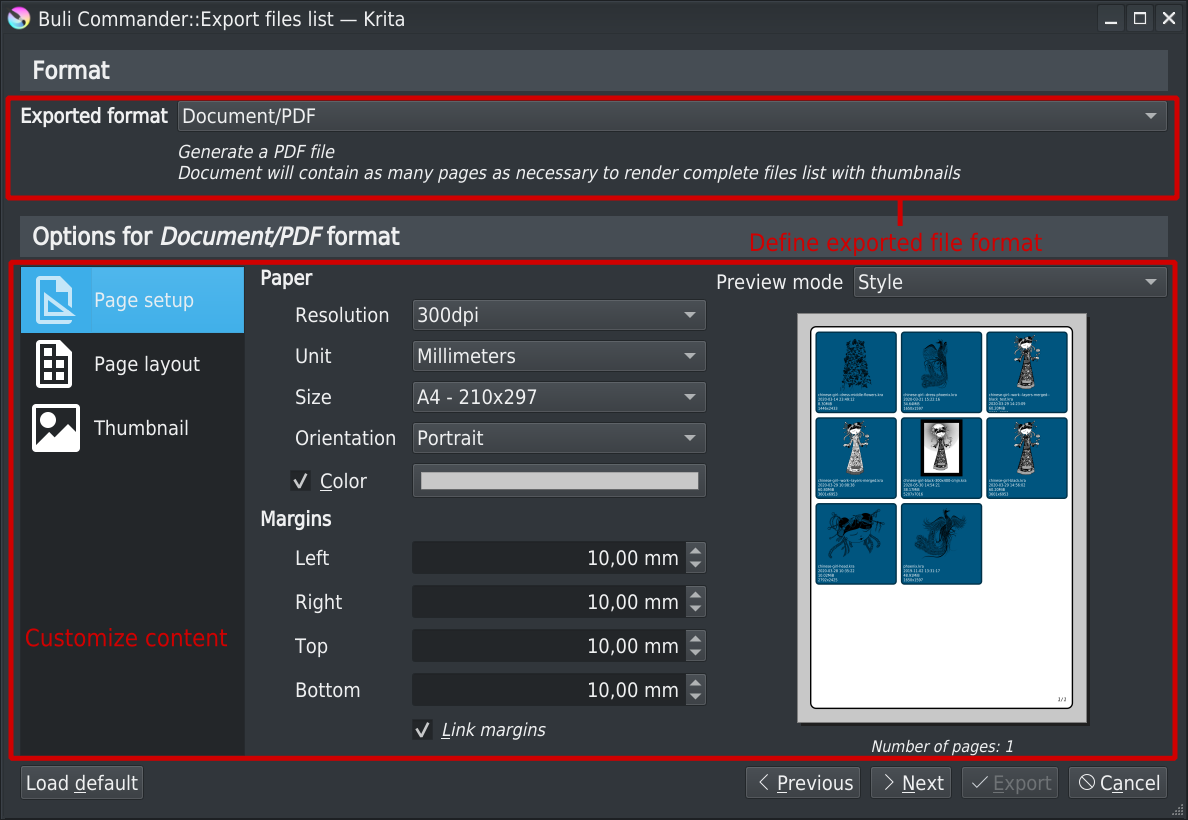 Buli Commander::Export files list — Krita
Format
Exported format Document/PDF
Generate a PDF file
Document will contain as many pages as necessary to render complete files list with thumbnails
Options for Document/PDF format
Define exported file format
Page setup
Page layout
Thumbnail
Customize content
Paper
Resolution 300dpi
Unit Millimeters
Size A4 - 210x297
Orientation Portrait
Color
Margins
Left 10,00 mm
Right 10,00 mm
Top 10,00 mm
Bottom 10,00 mm
Link margins
Preview mode Style
Number of pages: 1
Load default
Previous
Next
Export
Cancel